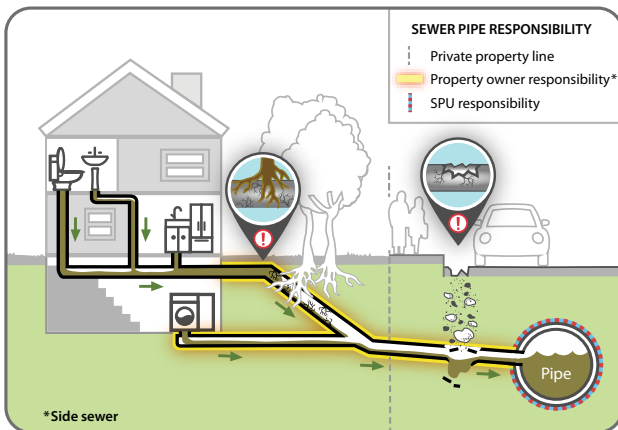 SEWER PIPE RESPONSIBILITY
Private property line
Property owner responsibility*
SPU responsibility
!
!
Pipe
*Side sewer